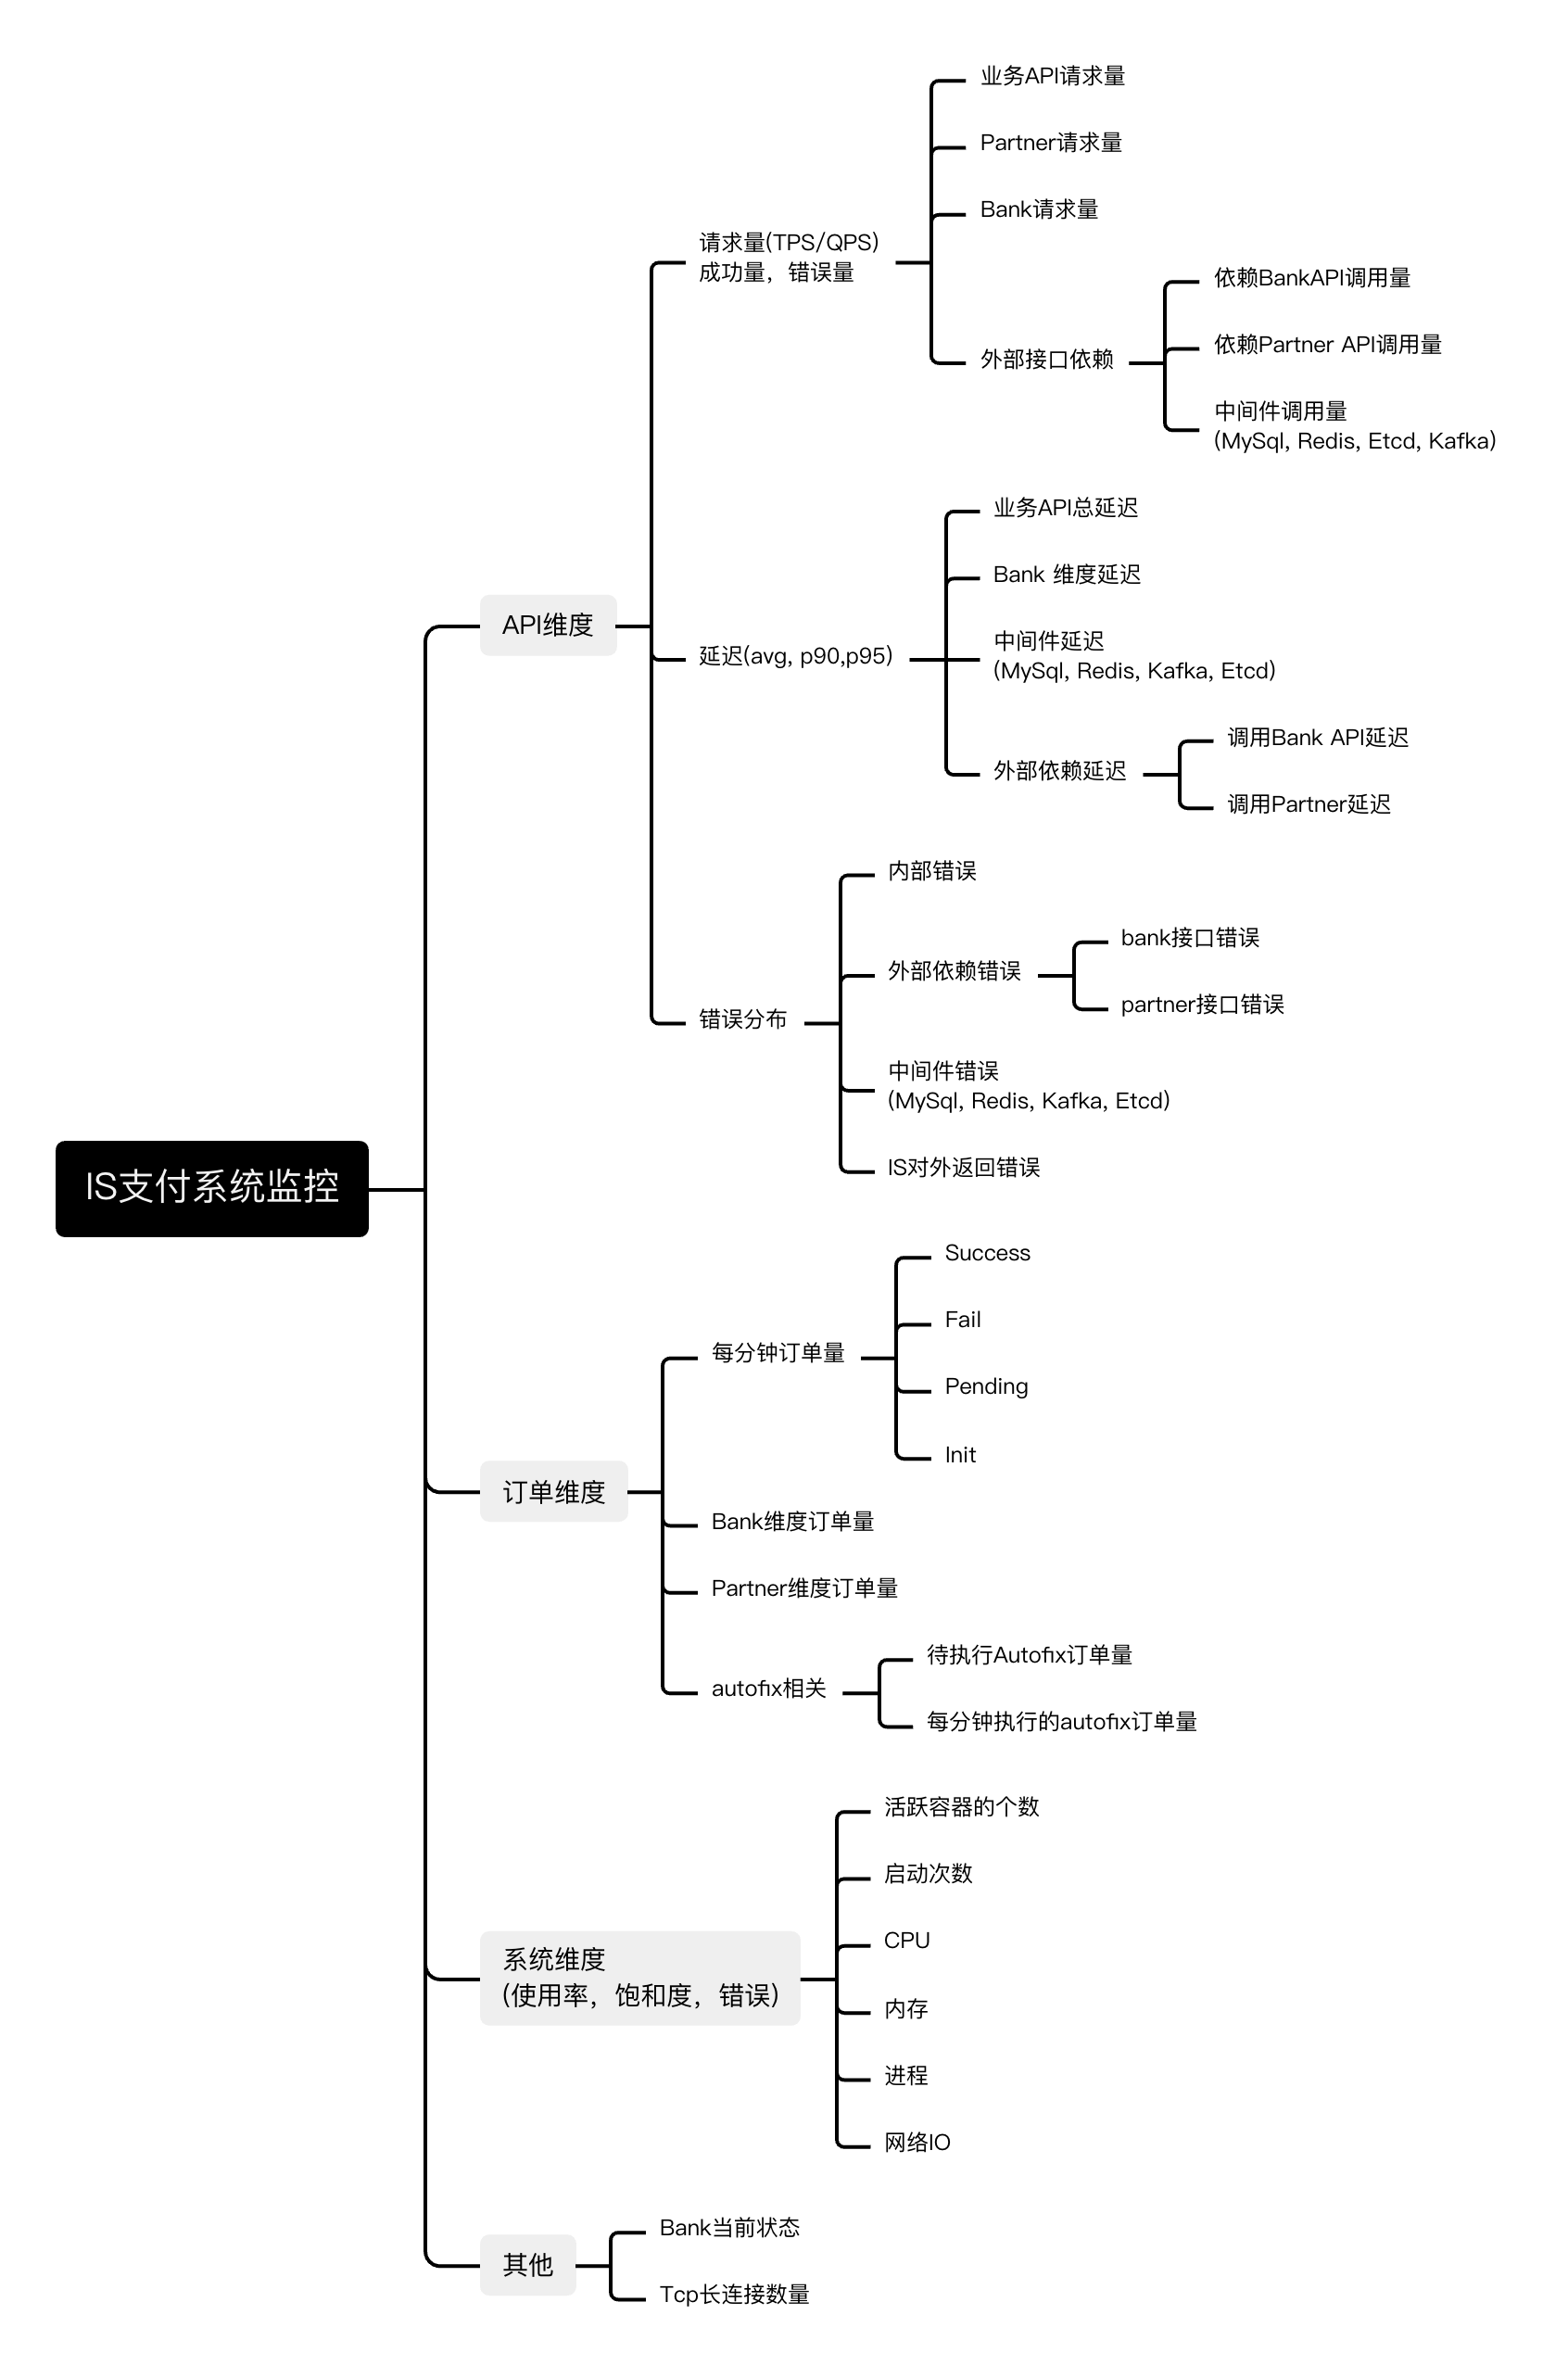 业务API请求量
Partner请求量
Bank请求量
请求量(TPS/QPS)
成功量，错误量
依赖BankAPI调用量
依赖Partner API调用量
外部接口依赖
中间件调用量
(MySql, Redis, Etcd, Kafka)
业务API总延迟
Bank 维度延迟
API维度
中间件延迟
(MySql, Redis, Kafka, Etcd)
延迟(avg, p90,p95)
调用Bank API延迟
外部依赖延迟
调用Partner延迟
内部错误
bank接口错误
外部依赖错误
partner接口错误
错误分布
中间件错误
(MySql, Redis, Kafka, Etcd)
IS对外返回错误
IS支付系统监控
Success
Fail
每分钟订单量
Pending
Init
订单维度
Bank维度订单量
Partner维度订单量
待执行Autofix订单量
autofix相关
每分钟执行的autofix订单量
活跃容器的个数
启动次数
CPU
系统维度
(使用率，饱和度，错误)
内存
进程
网络IO
Bank当前状态
其他
Tcp长连接数量